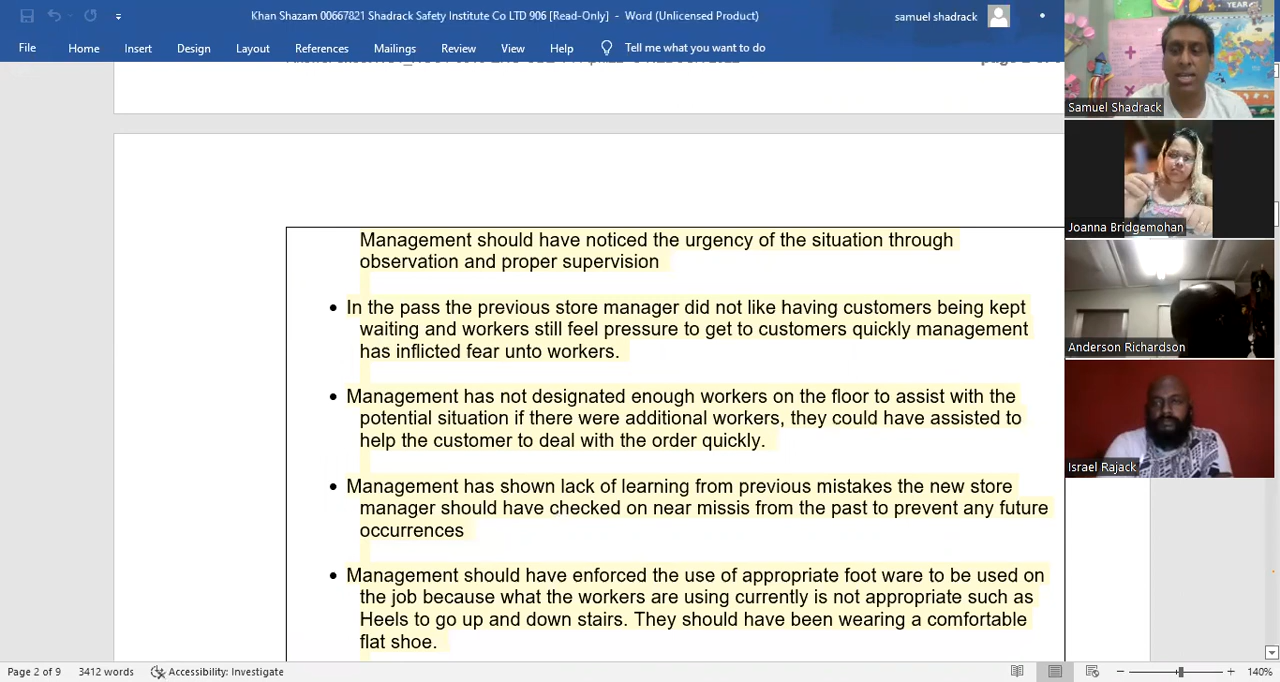 Khan Shazam 00667821 Shadrack Safety Institute Co LTD 906 [Read-Only] – Word (Unlicensed Product)
samuel shadrack
File Home Insert Design Layout References Mailings Review View Help Tell me what you want to do
Samuel Shadrack
Joanna Bridgemohan
Anderson Richardson
Israel Rajack
Management should have noticed the urgency of the situation through
observation and proper supervision
• In the pass the previous store manager did not like having customers being kept
waiting and workers still feel pressure to get to customers quickly management
has inflicted fear unto workers.
• Management has not designated enough workers on the floor to assist with the
potential situation if there were additional workers, they could have assisted to
help the customer to deal with the order quickly.
• Management has shown lack of learning from previous mistakes the new store
manager should have checked on near missis from the past to prevent any future
occurrences
• Management should have enforced the use of appropriate foot ware to be used on
the job because what the workers are using currently is not appropriate such as
Heels to go up and down stairs. They should have been wearing a comfortable
flat shoe.
Page 2 of 9 3412 words Accessibility: Investigate 140%